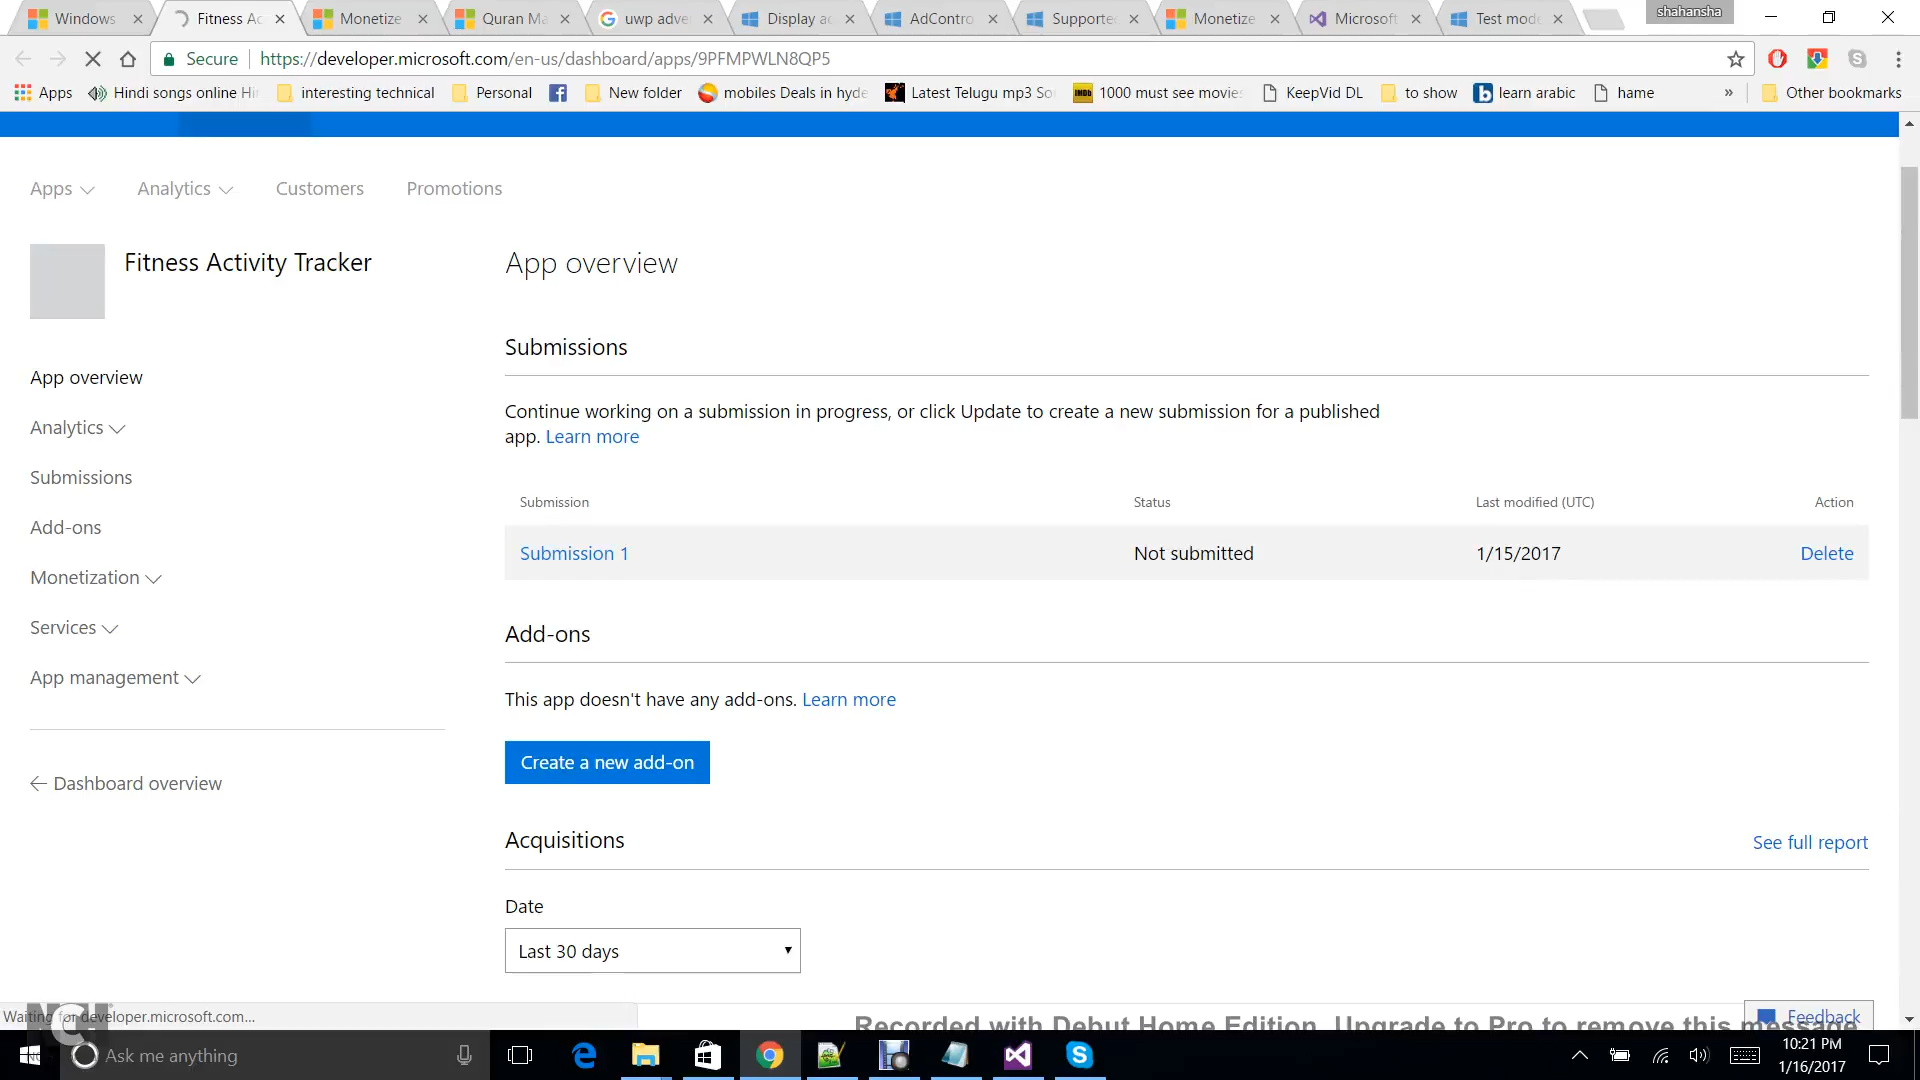 Windows
Fitness Ac
Monetize
Quran Ma
uwp adve
Display ac
AdContro
Supporte
Monetize
Microsoft
Test mode
shahansha
Secure
https://developer.microsoft.com/en-us/dashboard/apps/9PFMPWLN8QP5
Apps
Hindi songs online Hi
interesting technical
Personal
New folder
mobiles Deals in hyde
Latest Telugu mp3 So
1000 must see movie
KeepVid DL
to show
learn arabic
hame
»
Other bookmarks
Apps
Analytics
Customers
Promotions
Fitness Activity Tracker
App overview
Analytics
Submissions
Add-ons
Monetization
Services
App management
Dashboard overview
App overview
Submissions
Continue working on a submission in progress, or click Update to create a new submission for a published
app. Learn more
Submission Status Last modified (UTC) Action
Submission 1 Not submitted 1/15/2017 Delete
Add-ons
This app doesn't have any add-ons. Learn more
Create a new add-on
Acquisitions
See full report
Date
Last 30 days
Waiting for developer.microsoft.com...
Recorded with Debut Home Edition. Upgrade to Pro to remove this message
Feedback
Ask me anything
10:21 PM
1/16/2017